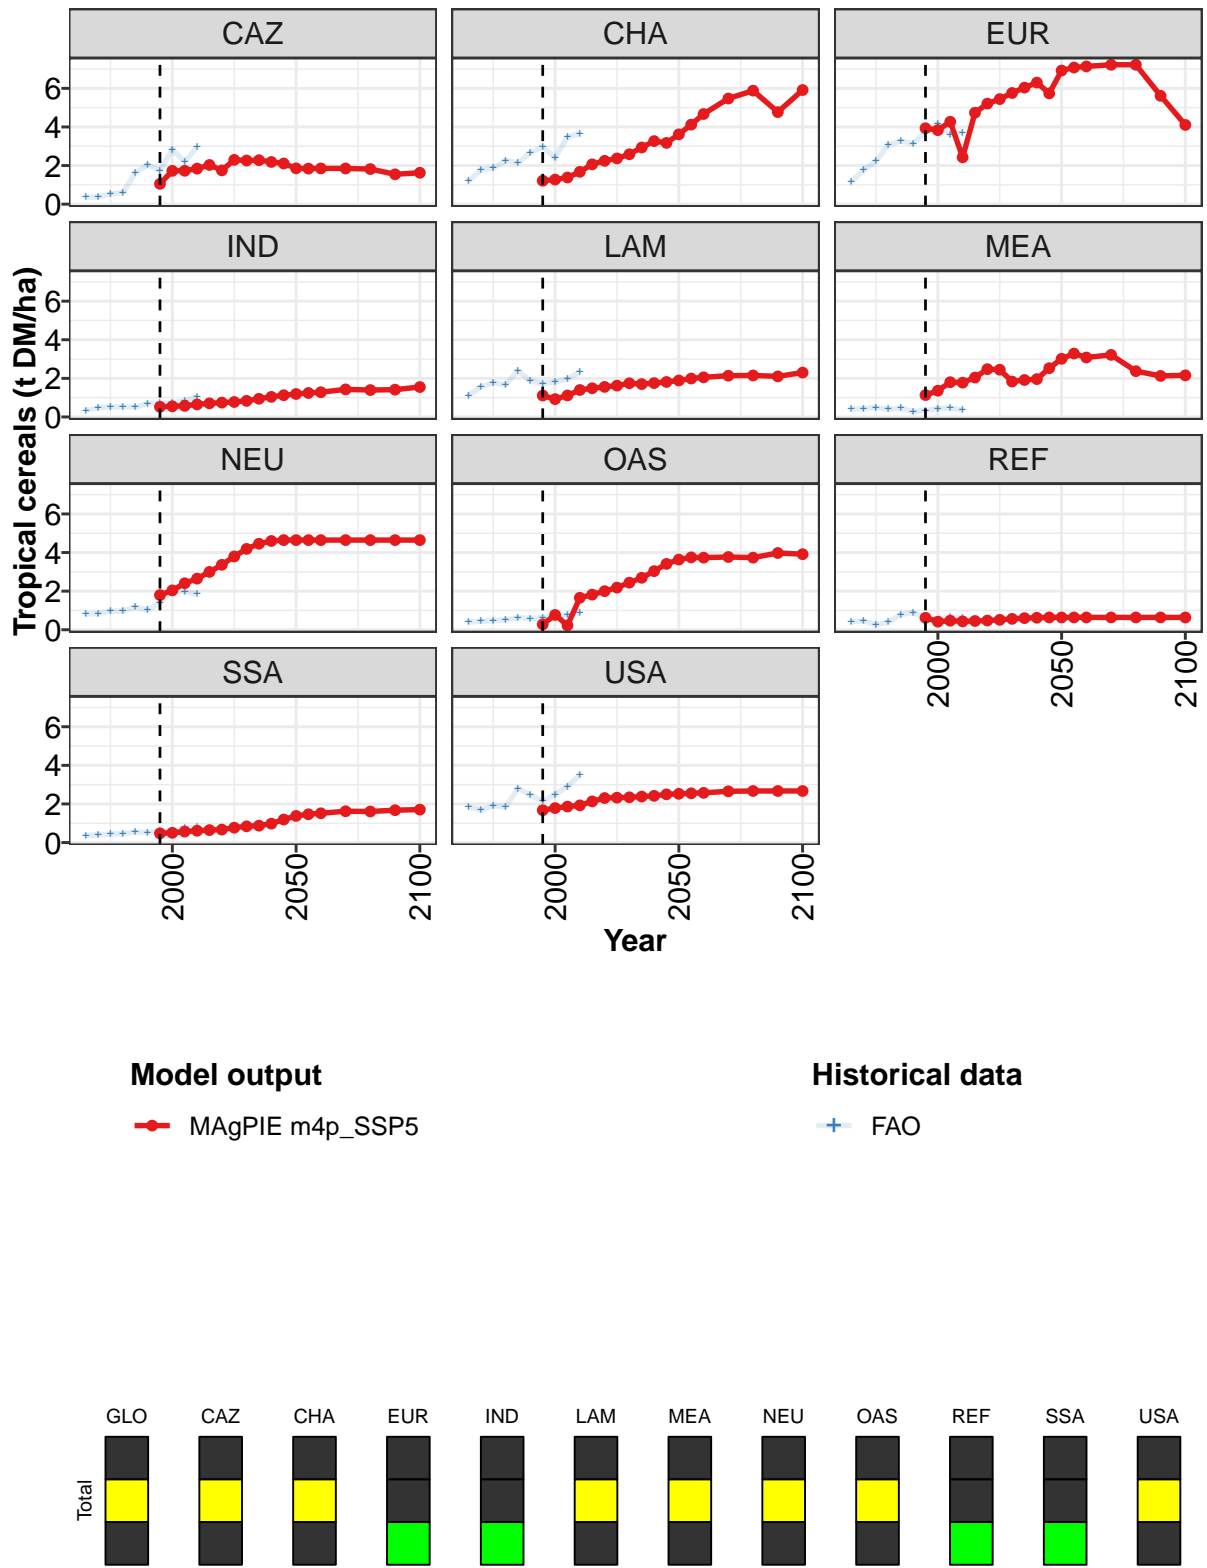 CAZ CHA EUR
6
4
2
0
IND LAM MEA
6
4
2
0
Tropical cereals (t DM/ha)
NEU OAS REF
6
4
2
0
2000 2050 2100
SSA USA
6
4
2
0
2000 2050 2100 2000 2050 2100
Year
Model output Historical data
MAgPIE m4p_SSP5 FAO
GLO CAZ CHA EUR IND LAM MEA NEU OAS REF SSA USA
Total